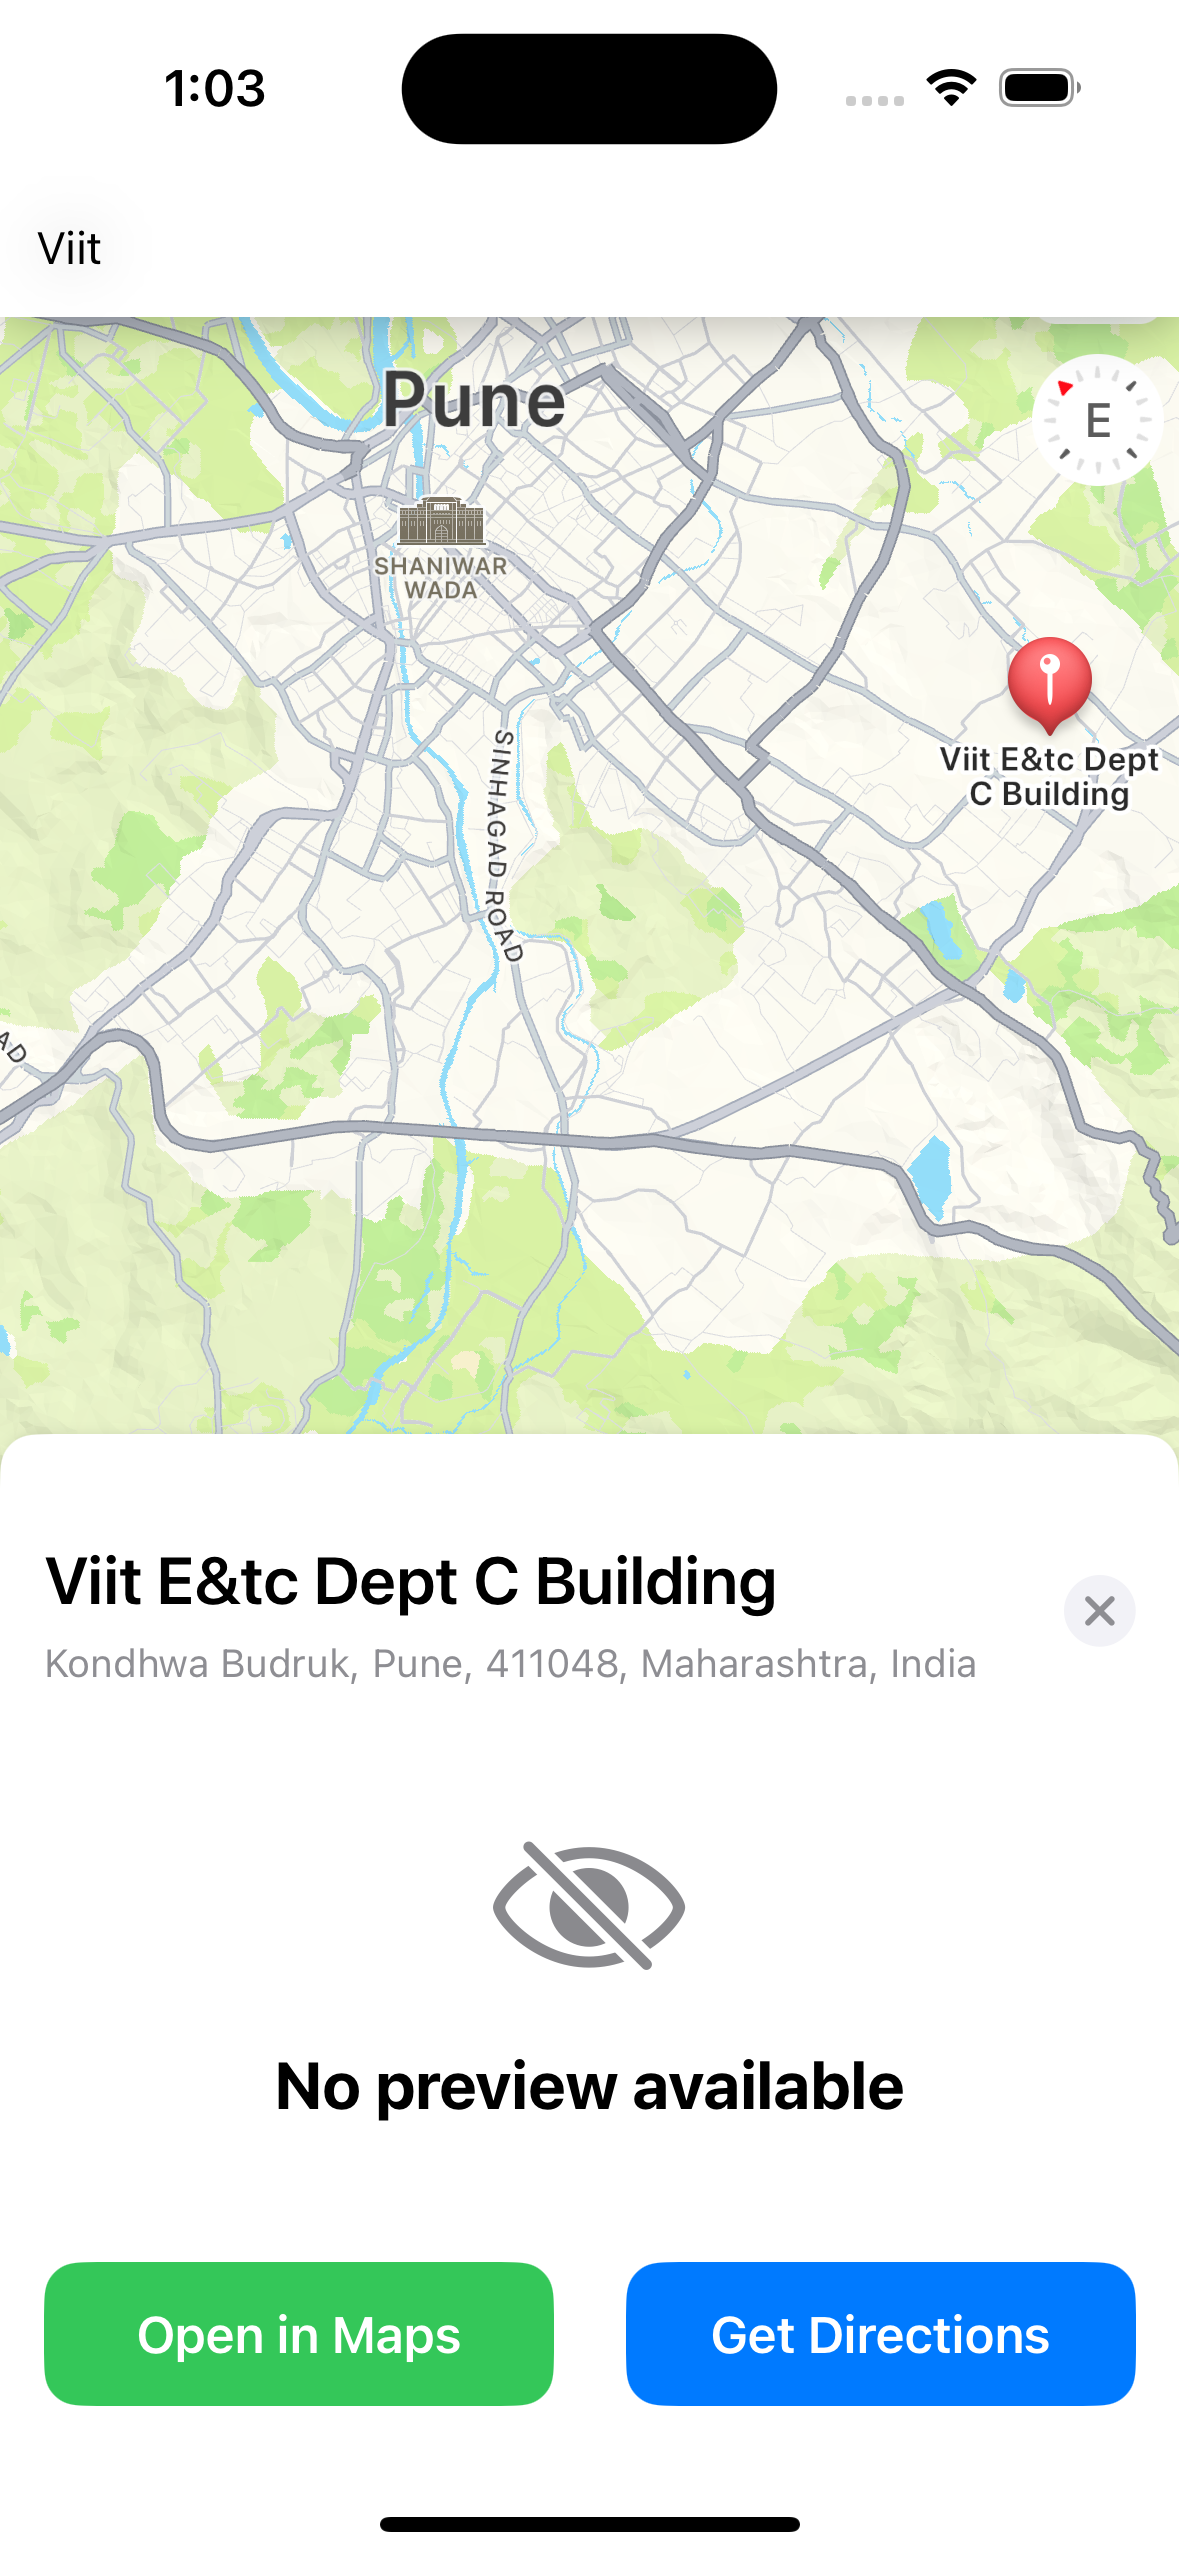 1:03
Viit
Pune
E
SHANIWAR
WADA
SINHAGAD ROAD
Viit E&tc Dept
C Building
AD
Viit E&tc Dept C Building
Kondhwa Budruk, Pune, 411048, Maharashtra, India
No preview available
Open in Maps
Get Directions